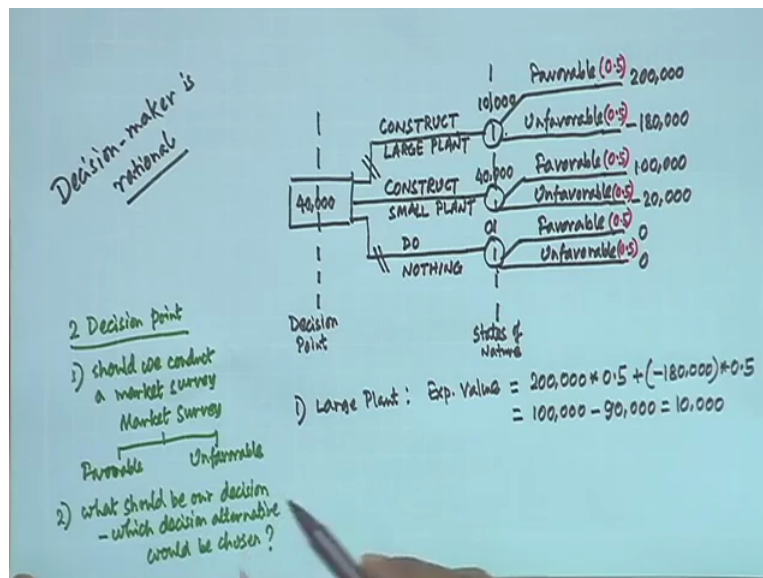 Decision-maker is
rational
Favorable (0.5) 200,000
10,000
CONSTRUCT
LARGE PLANT
1
Unfavorable (0.5) -180,000
40,000
CONSTRUCT
SMALL PLANT
1
Favorable (0.5) 100,000
Unfavorable (0.5) -20,000
40,000
0
DO
NOTHING
1
Favorable (0.5) 0
Unfavorable (0.5) 0
Decision
Point
States of
Nature
2 Decision point
1) should we conduct
a market survey
Market Survey
Favorable Unfavorable
2) what should be our decision
- which decision alternative
would be chosen?
1) Large Plant: Exp. Value = 200,000 * 0.5 + (-180,000) * 0.5
= 100,000 - 90,000 = 10,000